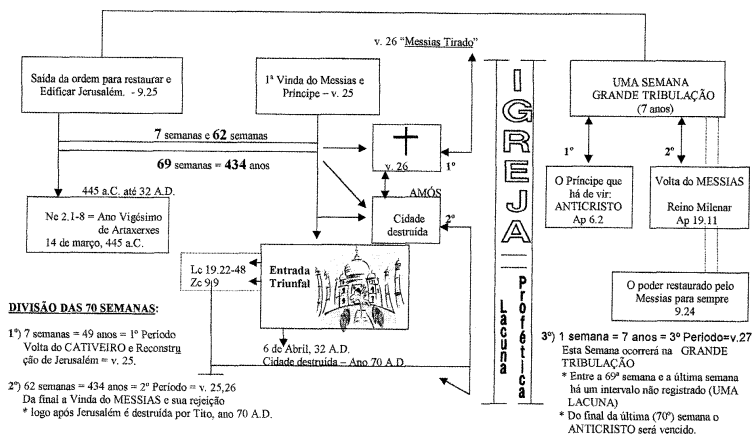 v. 26 "Messias Tirado"
Saída da ordem para restaurar e
Edificar Jerusalém. - 9.25
1ª Vinda do Messias e
Príncipe – v. 25
7 semanas e 62 semanas
69 semanas = 434 anos
v. 26
1º
445 a.C. até 32 A.D.
Ne 2.1-8 = Ano Vigésimo
de Artaxerxes
14 de março, 445 a.C.
AMÓS
Cidade
destruída
2º
Lc 19.22-48
Zc 9.9
Entrada
Triunfal
6 de Abril, 32 A.D.
Cidade destruída – Ano 70 A.D.
IGREJA
Lacuna
Profética
UMA SEMANA
GRANDE TRIBULAÇÃO
(7 anos)
1º
2º
O Príncipe que
há de vir:
ANTICRISTO
Ap 6.2
Volta do MESSIAS
Reino Milenar
Ap 19.11
O poder restaurado pelo
Messias para sempre
9.24
DIVISÃO DAS 70 SEMANAS:
1º) 7 semanas = 49 anos = 1º Período
Volta do CATIVEIRO e Reconstru
ção de Jerusalém = v. 25.
2º) 62 semanas = 434 anos = 2º Período = v. 25,26
Da final a Vinda do MESSIAS e sua rejeição
* logo após Jerusalém é destruída por Tito, ano 70 A.D.
3º) 1 semana = 7 anos = 3º Período=v.27
Esta Semana ocorrerá na GRANDE
TRIBULAÇÃO
* Entre a 69ª semana e a última semana
há um intervalo não registrado (UMA
LACUNA)
* Do final da última (70º) semana o
ANTICRISTO será vencido.